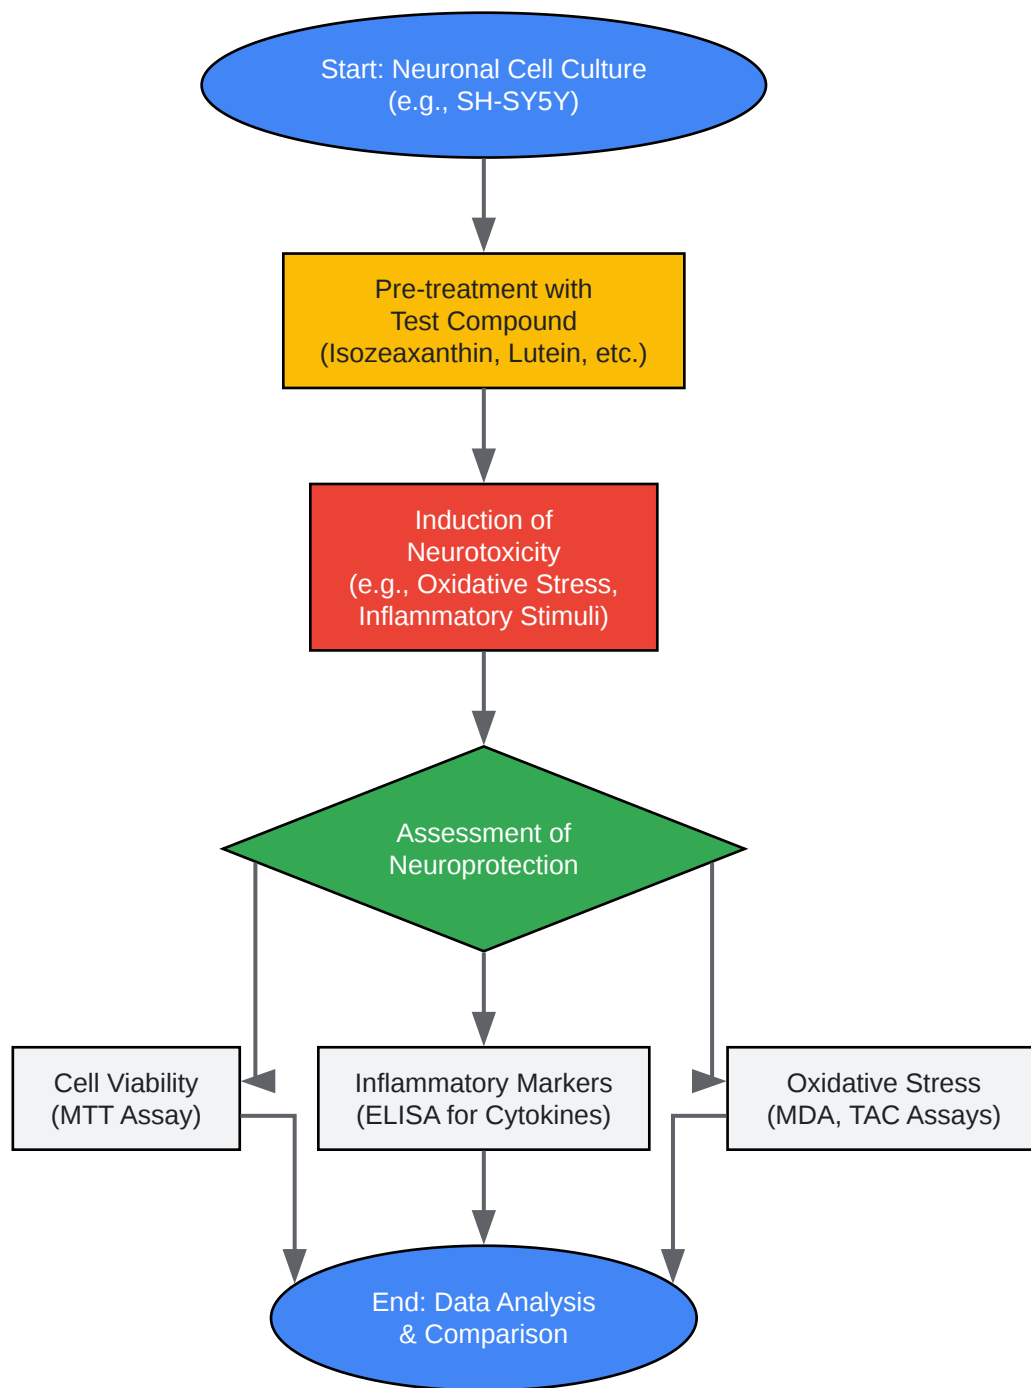 Start: Neuronal Cell Culture
(e.g., SH-SY5Y)
Pre-treatment with
Test Compound
(Isozeaxanthin, Lutein, etc.)
Induction of
Neurotoxicity
(e.g., Oxidative Stress,
Inflammatory Stimuli)
Assessment of
Neuroprotection
Cell Viability
(MTT Assay)
Inflammatory Markers
(ELISA for Cytokines)
Oxidative Stress
(MDA, TAC Assays)
End: Data Analysis
& Comparison